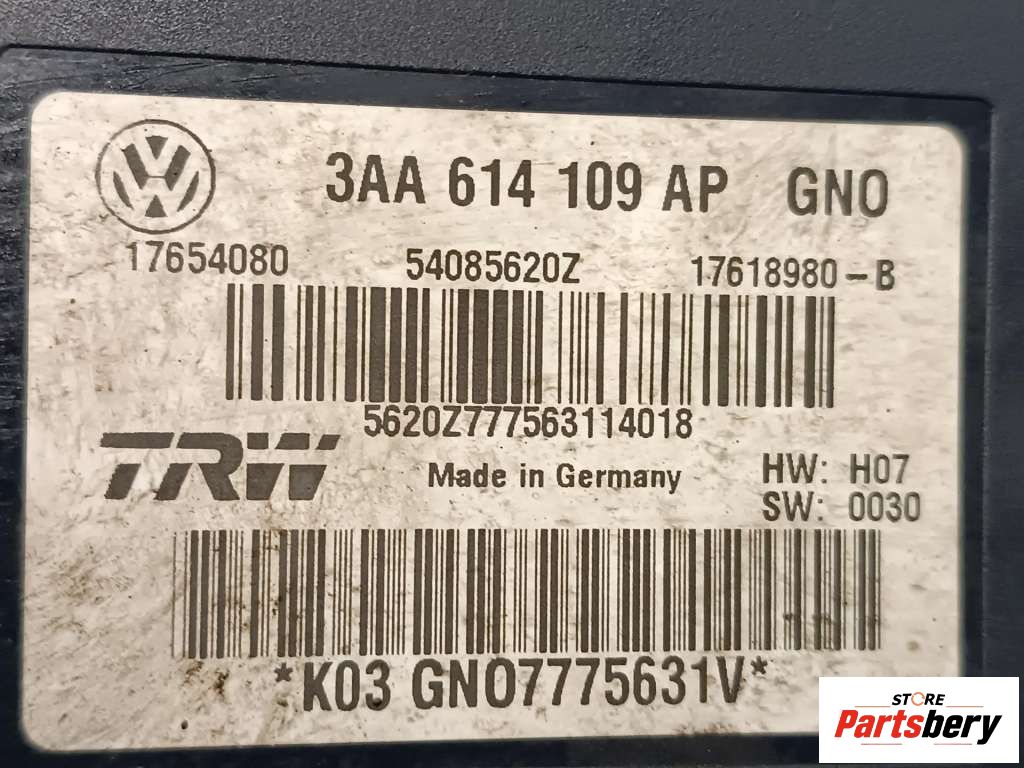 3AA 614 109 AP GNO
17654080 54085620Z 17618980-B
5620Z777563114018
TRW Made in Germany HW: H07
SW: 0030
*K03 GNO7775631V*
STORE
Partsbery